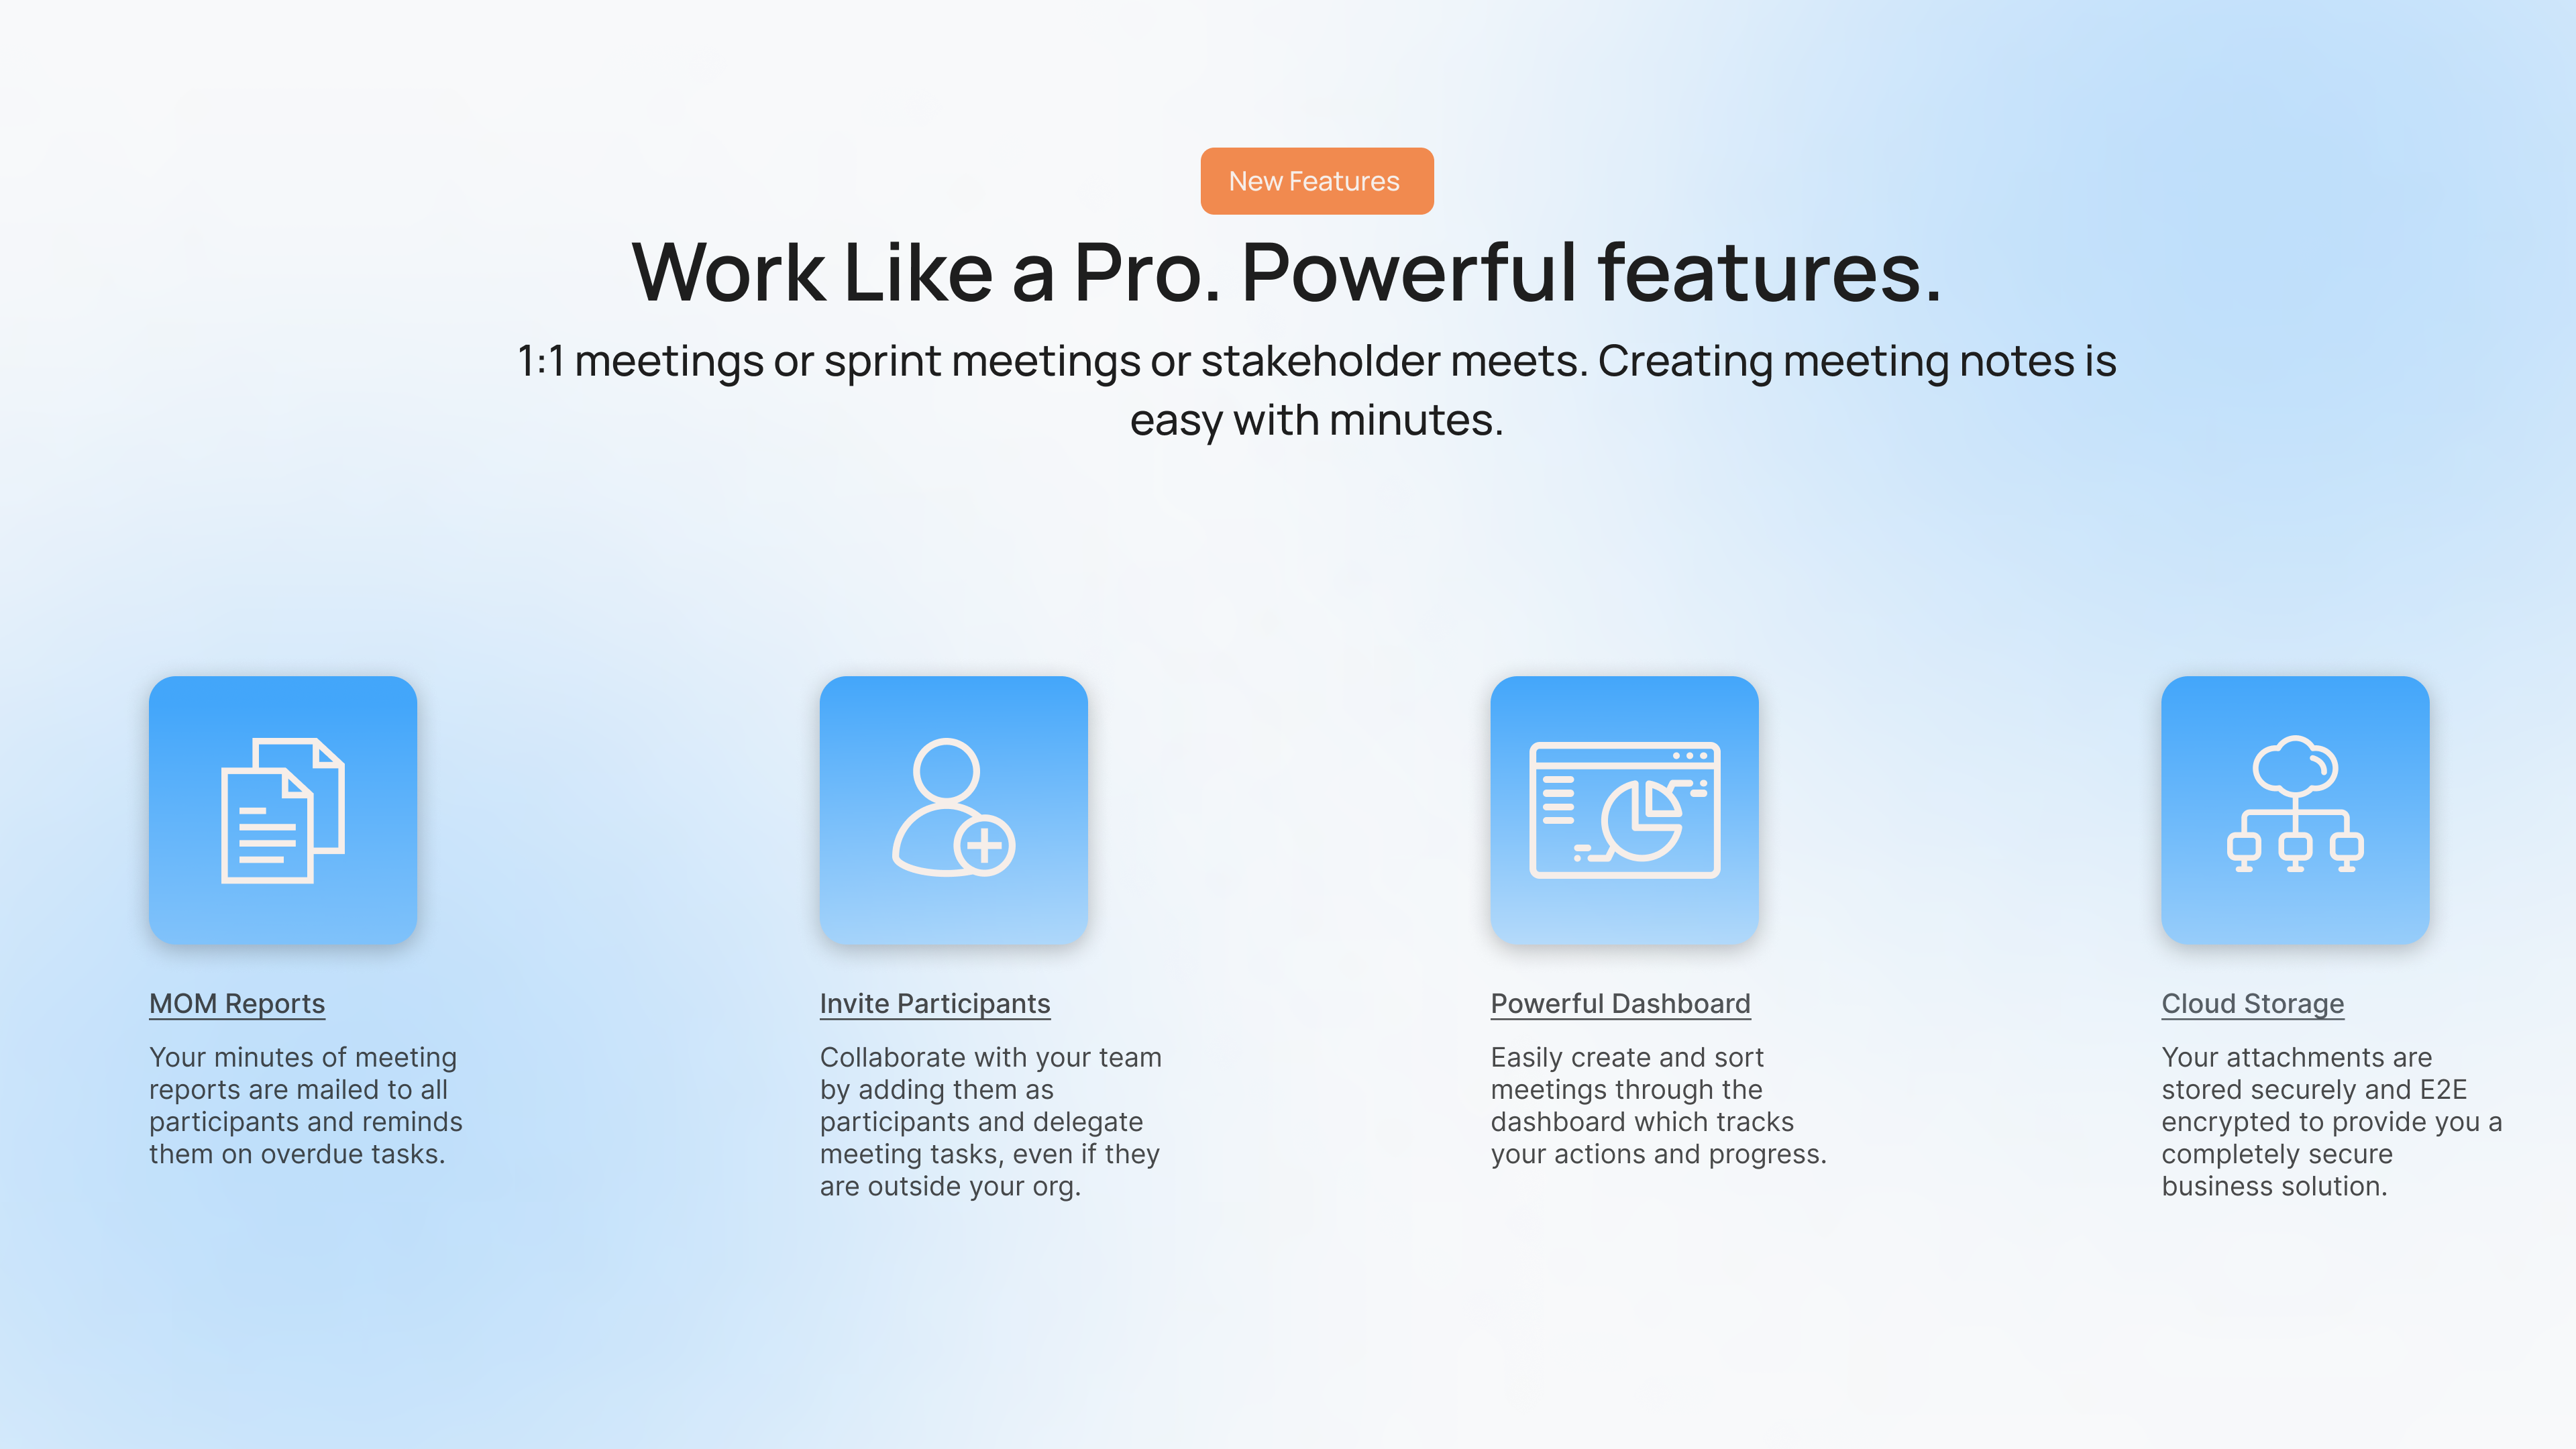 New Features
Work Like a Pro. Powerful features.
1:1 meetings or sprint meetings or stakeholder meets. Creating meeting notes is
easy with minutes.
MOM Reports
Your minutes of meeting
reports are mailed to all
participants and reminds
them on overdue tasks.
Invite Participants
Collaborate with your team
by adding them as
participants and delegate
meeting tasks, even if they
are outside your org.
Powerful Dashboard
Easily create and sort
meetings through the
dashboard which tracks
your actions and progress.
Cloud Storage
Your attachments are
stored securely and E2E
encrypted to provide you a
completely secure
business solution.